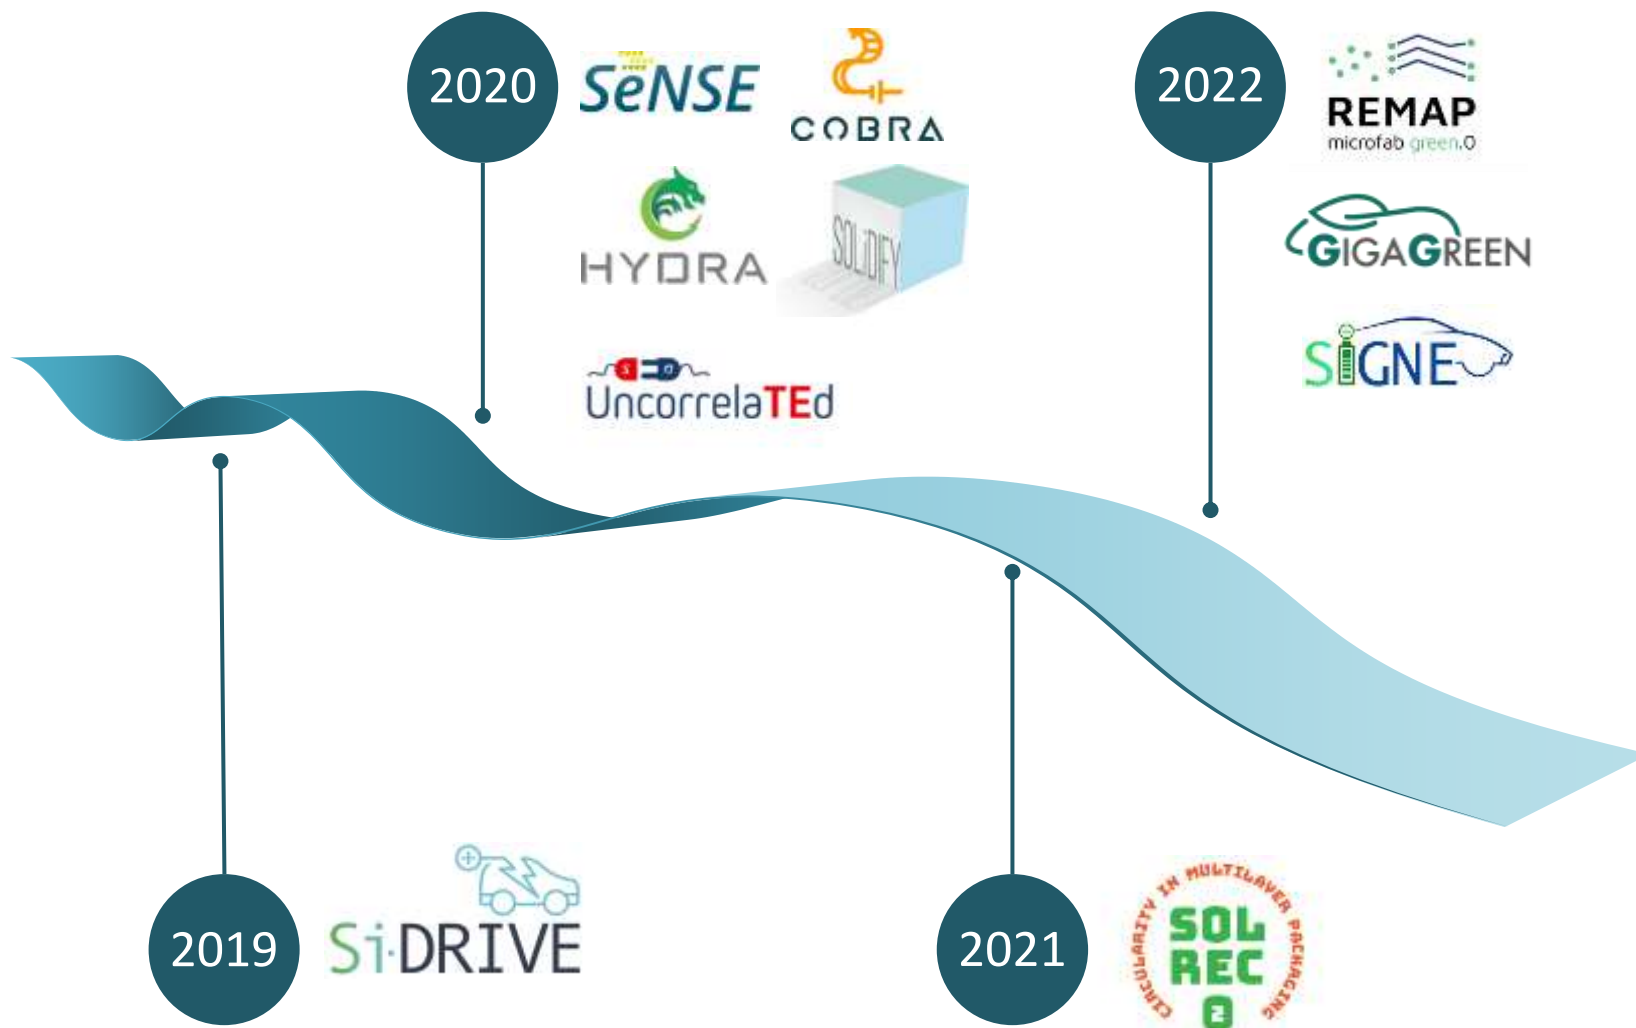 2020
SeNSE
COBRA
HYDRA
SOLiDIFY
UncorrelaTEd
2022
REMAP
microfab green.0
GIGAGREEN
SiGNE
2019
Si·DRIVE
2021
CIRCULARITY IN MULTILAYER PACKAGING
SOL
REC
2